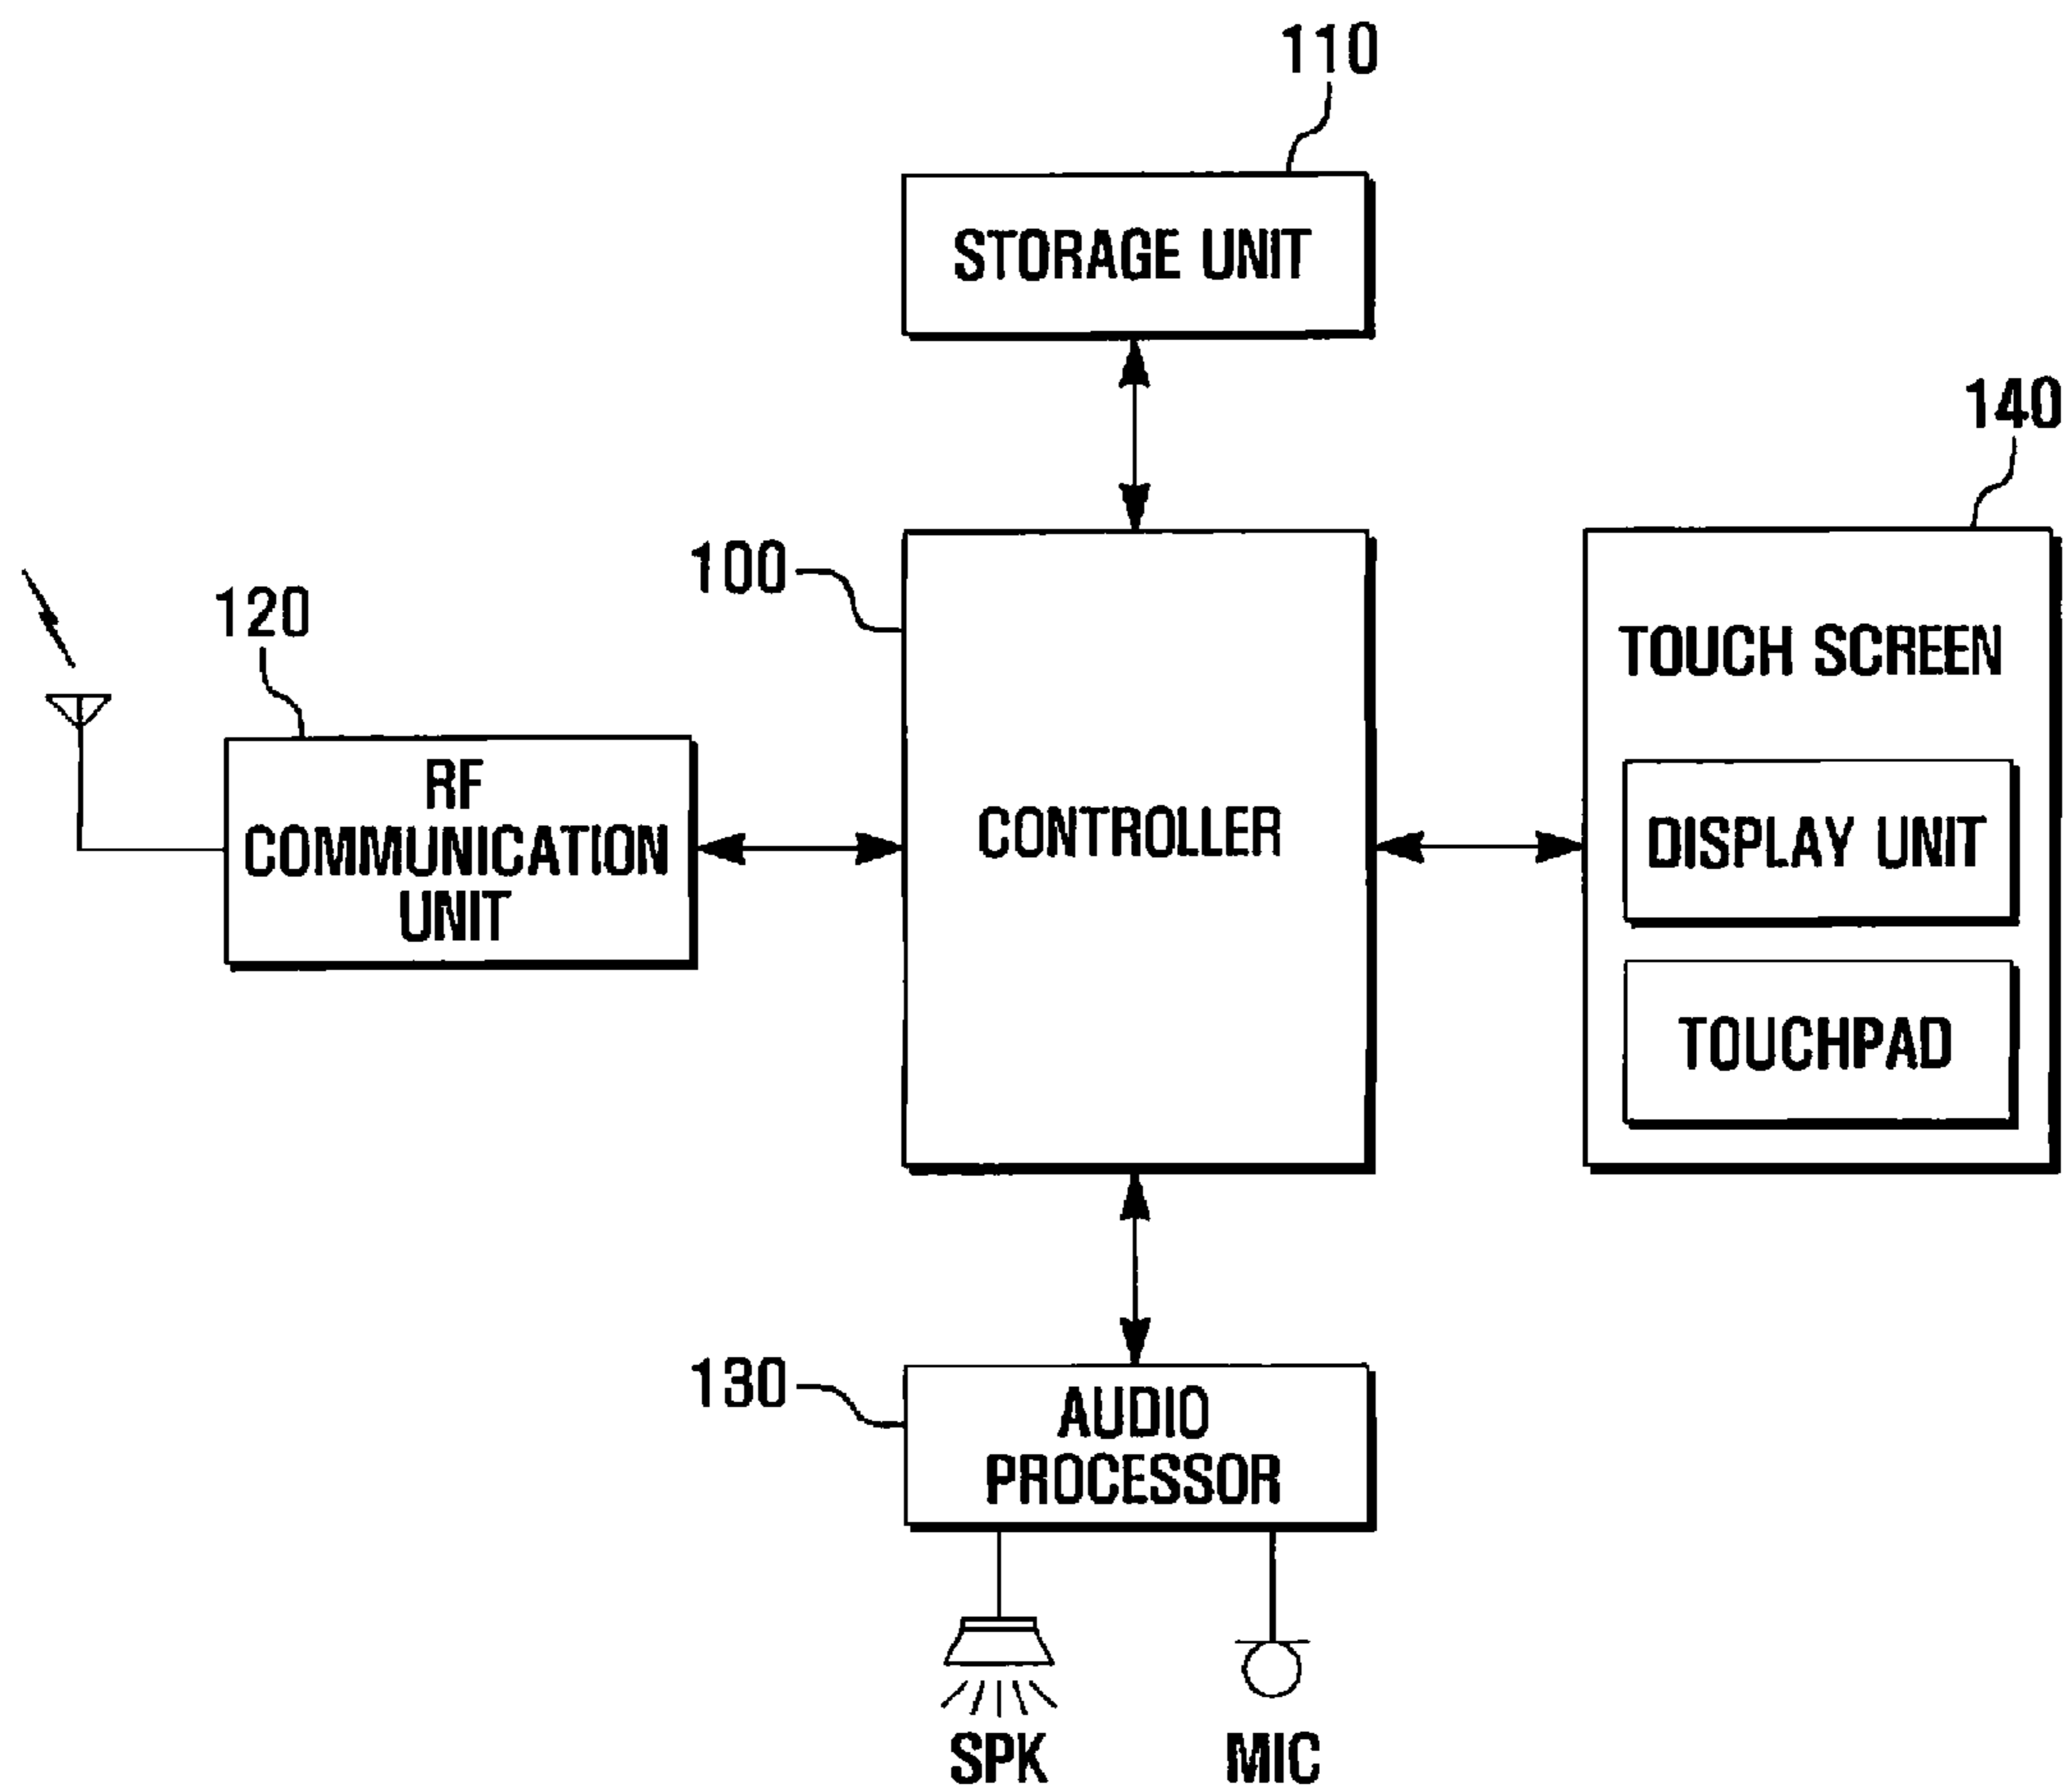 110
STORAGE UNIT
140
100
120
TOUCH SCREEN
RF
COMMUNICATION
UNIT
CONTROLLER
DISPLAY UNIT
TOUCHPAD
130
AUDIO
PROCESSOR
SPK
MIC